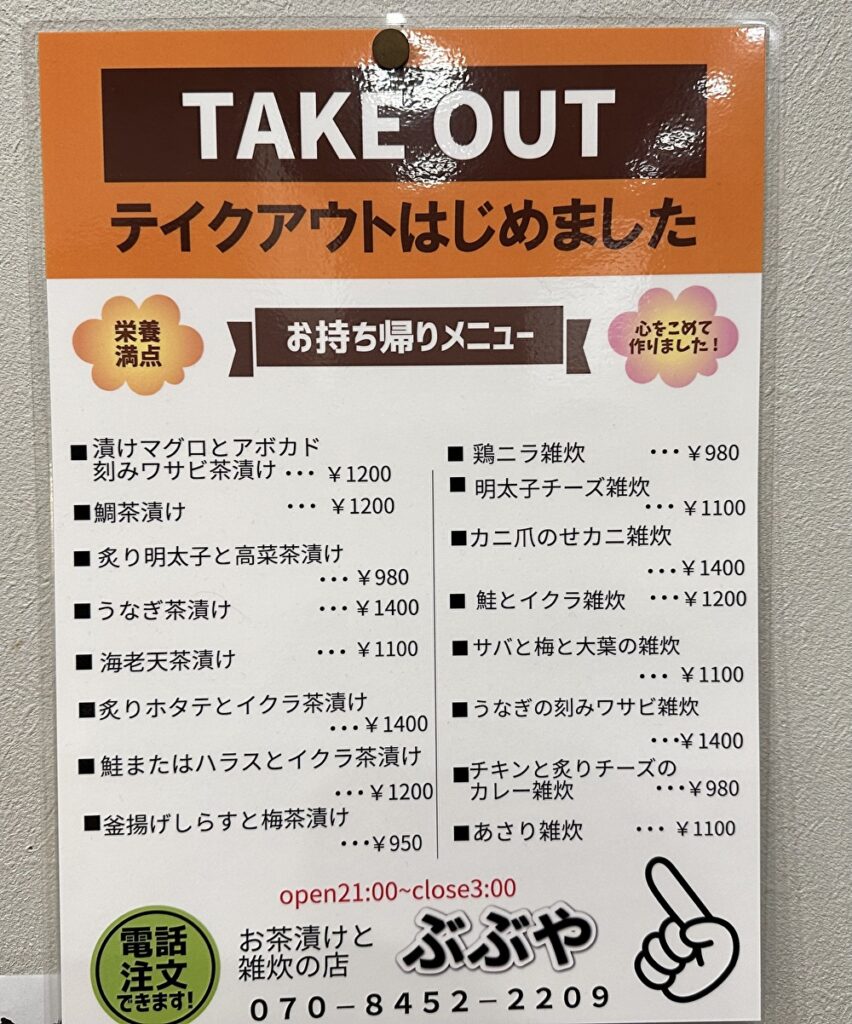 TAKE OUT
テイクアウトはじめました
栄養
満点
お持ち帰りメニュー
心をこめて
作りました！
■漬けマグロとアボカド
刻みワサビ茶漬け ･･･ ￥1200
■鯛茶漬け ･･･ ￥1200
■炙り明太子と高菜茶漬け
･･･￥980
■うなぎ茶漬け ･･･￥1400
■海老天茶漬け ･･･ ￥1100
■炙りホタテとイクラ茶漬け
･･･￥1400
■鮭またはハラスとイクラ茶漬け
･･･￥1200
■釜揚げしらすと梅茶漬け
･･･￥950
■鶏ニラ雑炊 ･･･￥980
■明太子チーズ雑炊
･･･￥1100
■カニ爪のせカニ雑炊
･･･￥1400
■鮭とイクラ雑炊 ･･･￥1200
■サバと梅と大葉の雑炊
･･･ ￥1100
■うなぎの刻みワサビ雑炊
･･･￥1400
■チキンと炙りチーズの
カレー雑炊 ･･･￥980
■あさり雑炊 ･･･ ￥1100
open21:00~close3:00
電話
注文
できます!
お茶漬けと
雑炊の店
ぶぶや
070－8452－2209